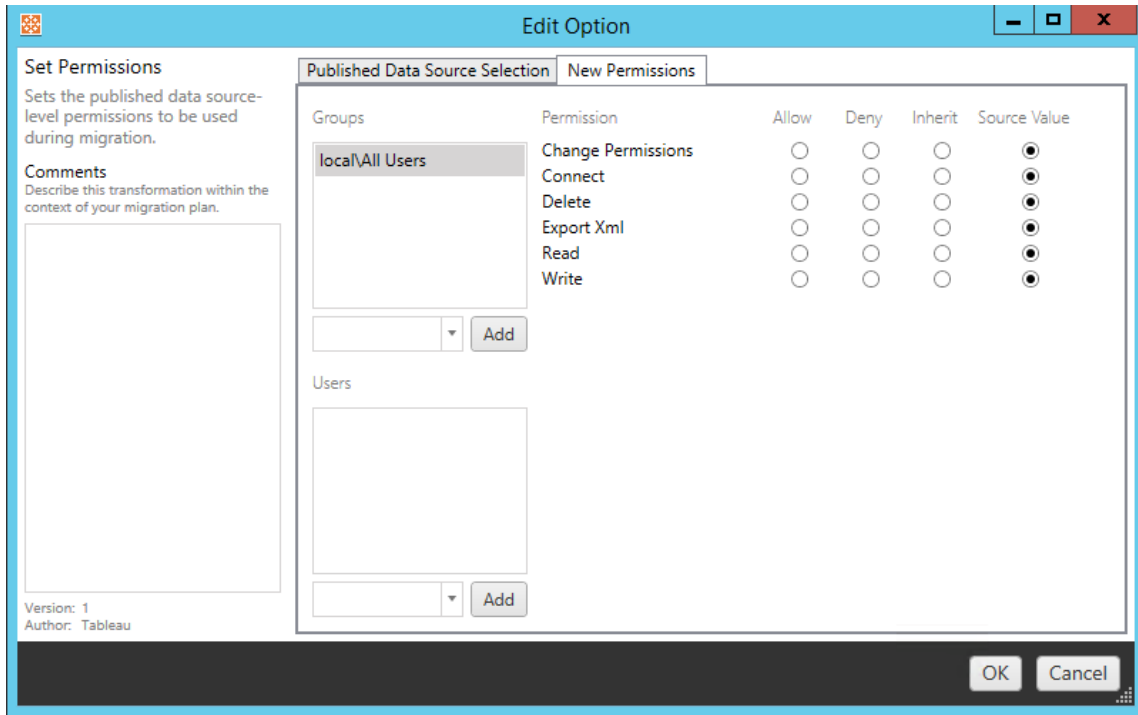 Edit Option
Set Permissions
Sets the published data source-
level permissions to be used
during migration.
Comments
Describe this transformation within the
context of your migration plan.
Version: 1
Author: Tableau
Published Data Source Selection New Permissions
Groups
local\All Users
Add
Users
Add
Permission Allow Deny Inherit Source Value
Change Permissions
Connect
Delete
Export Xml
Read
Write
OK Cancel